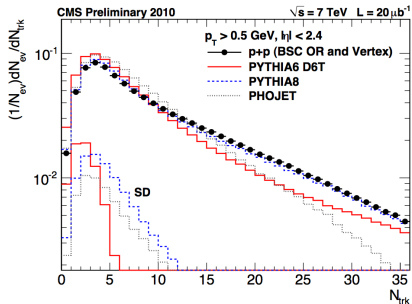 CMS Preliminary 2010 √s = 7 TeV L = 20 μb⁻¹
p_T > 0.5 GeV, |η| < 2.4
p+p (BSC OR and Vertex)
PYTHIA6 D6T
PYTHIA8
PHOJET
(1/N_ev)dN_ev/dN_trk
10⁻¹
10⁻²
SD
0 5 10 15 20 25 30 35
N_trk